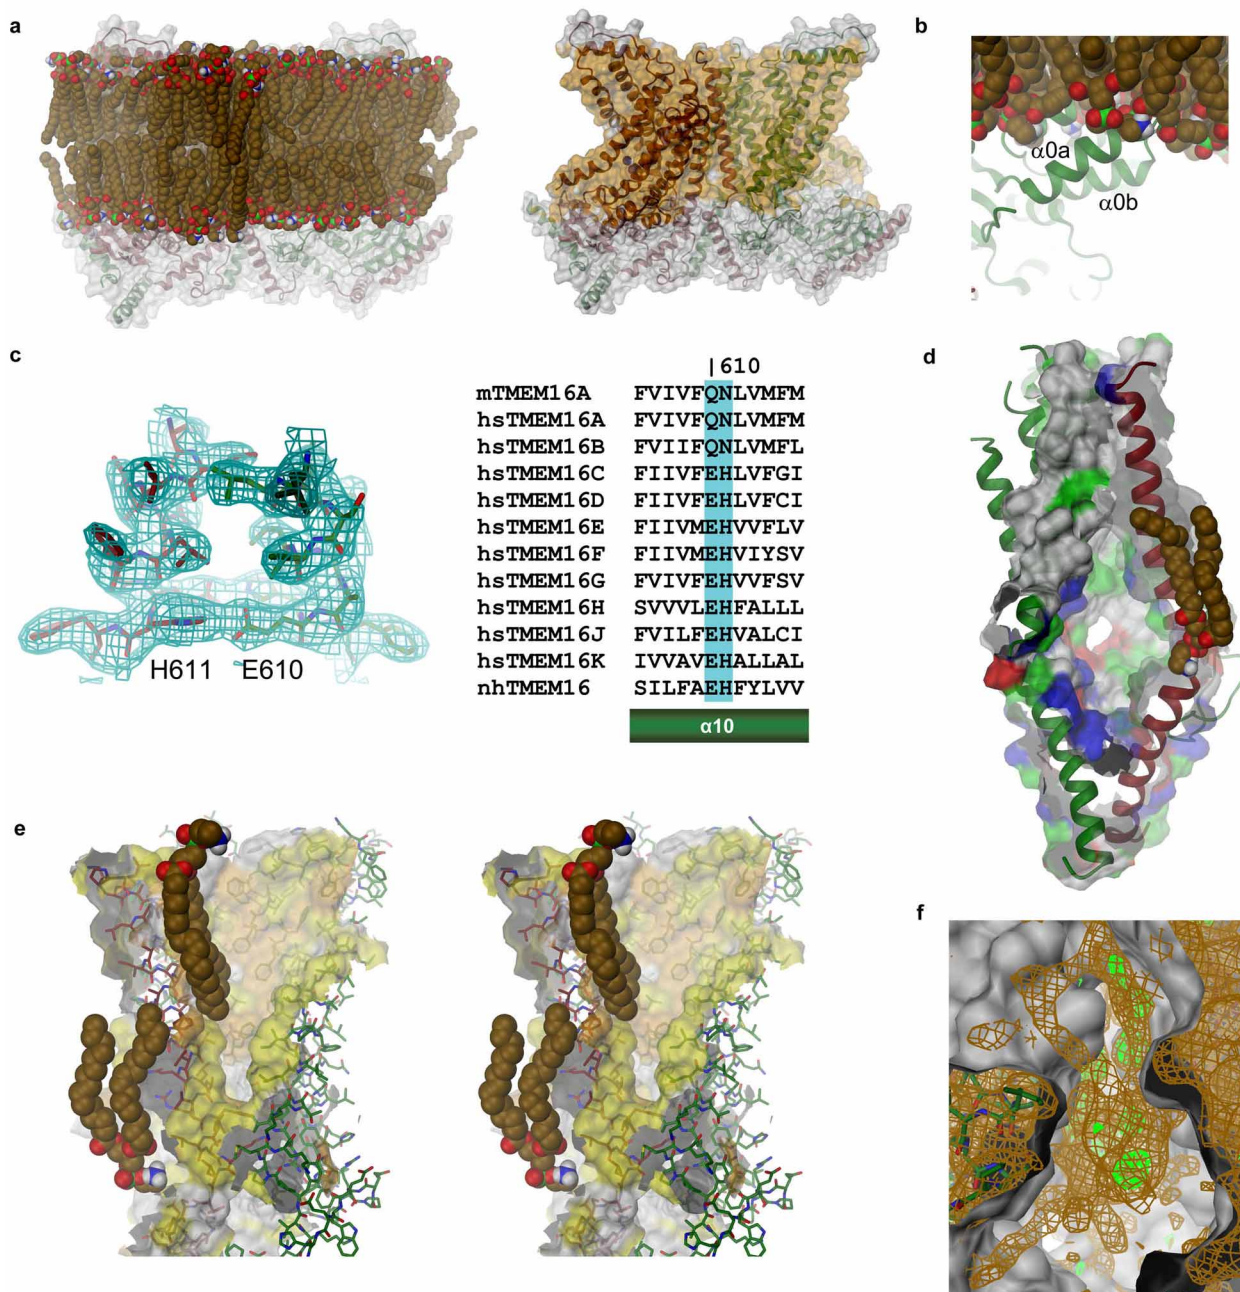 a
b
α0a
α0b
c
|610
mTMEM16A FVIVFQNLVMFM
hsTMEM16A FVIVFQNLVMFM
hsTMEM16B FVIIFQNLVMFL
hsTMEM16C FIIVFEHLVFGI
hsTMEM16D FIIVFEHLVFCI
hsTMEM16E FIIVMEHVVFLV
hsTMEM16F FIIVMEHVIYSV
hsTMEM16G FVIVFEHVVFSV
hsTMEM16H SVVVLEHFALLL
hsTMEM16J FVILFEHVALCI
hsTMEM16K IVVAVEHALLAL
nhTMEM16 SILFAEHFYLVV
α10
H611 E610
d
e
f